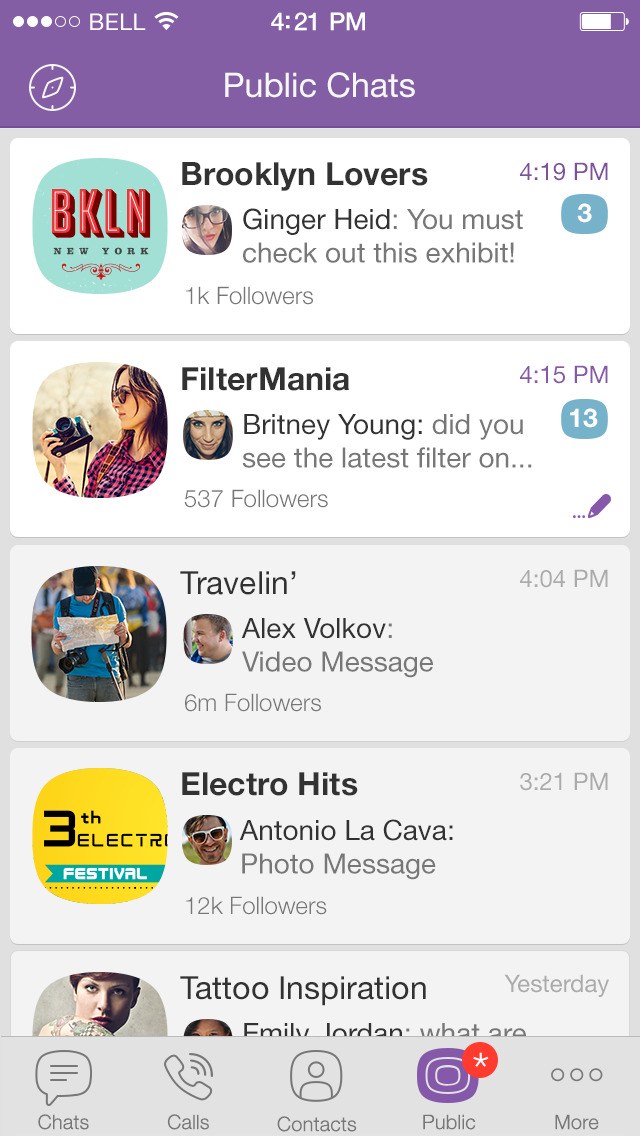 BELL 4:21 PM
Public Chats
BKLN
NEW YORK
Brooklyn Lovers 4:19 PM
Ginger Heid: You must 3
check out this exhibit!
1k Followers
FilterMania 4:15 PM
Britney Young: did you 13
see the latest filter on...
537 Followers
...
Travelin’ 4:04 PM
Alex Volkov:
Video Message
6m Followers
3th
ELECTR
FESTIVAL
Electro Hits 3:21 PM
Antonio La Cava:
Photo Message
12k Followers
Tattoo Inspiration Yesterday
Emily Jordan: what are
*
Chats Calls Contacts Public More